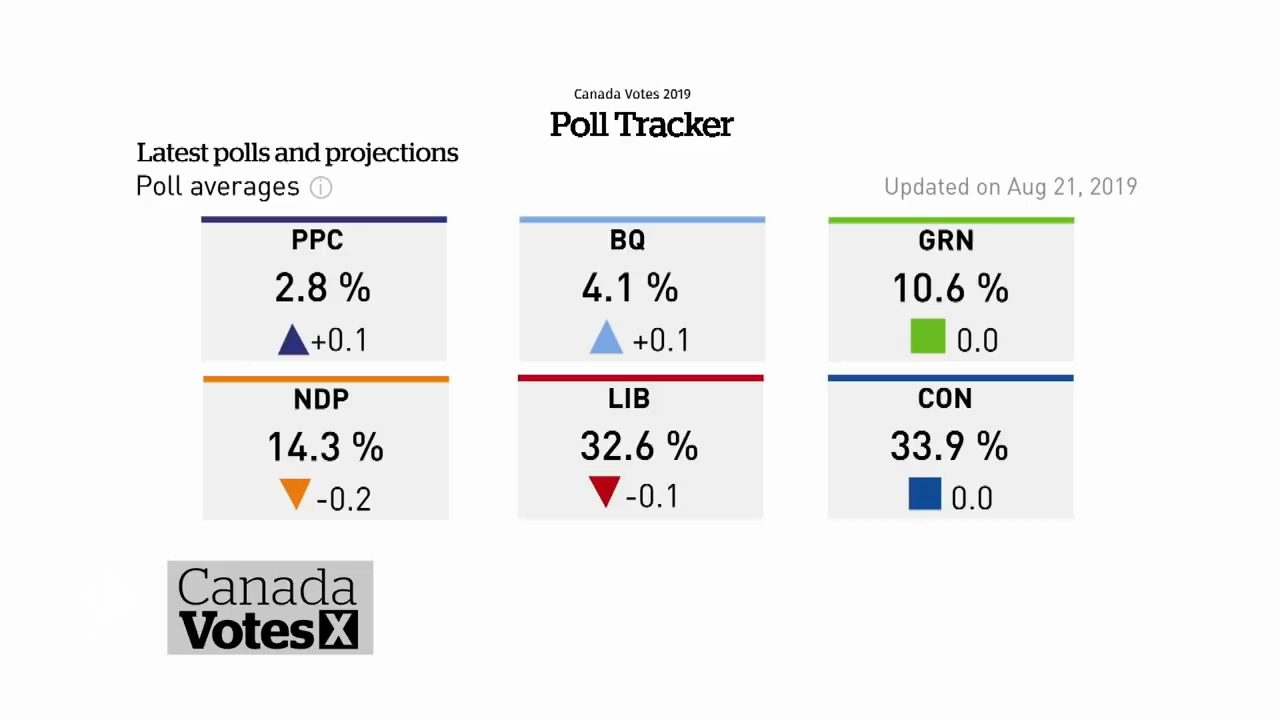 Canada Votes 2019
Poll Tracker
Latest polls and projections
Poll averages ⓘ
Updated on Aug 21, 2019
PPC
2.8 %
+0.1
BQ
4.1 %
+0.1
GRN
10.6 %
0.0
NDP
14.3 %
-0.2
LIB
32.6 %
-0.1
CON
33.9 %
0.0
Canada
VotesX